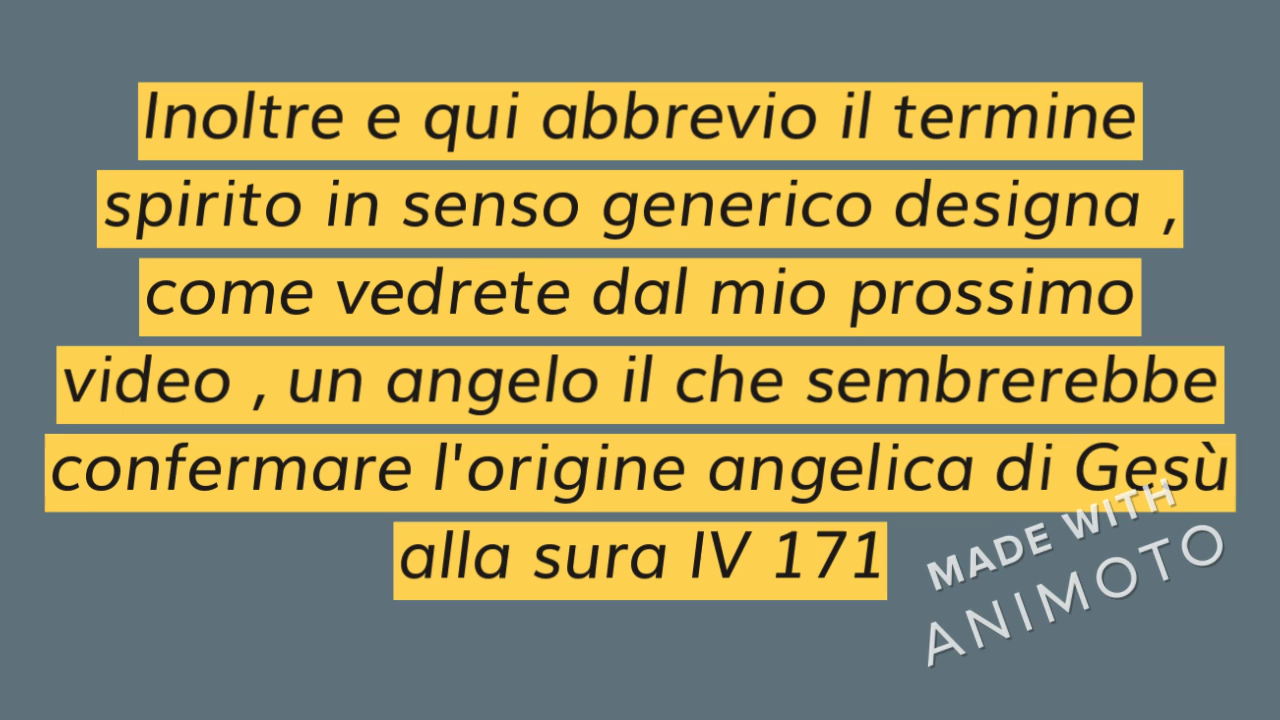 Inoltre e qui abbrevio il termine
spirito in senso generico designa ,
come vedrete dal mio prossimo
video , un angelo il che sembrerebbe
confermare l'origine angelica di Gesù
alla sura IV 171
MADE WITH
ANIMOTO